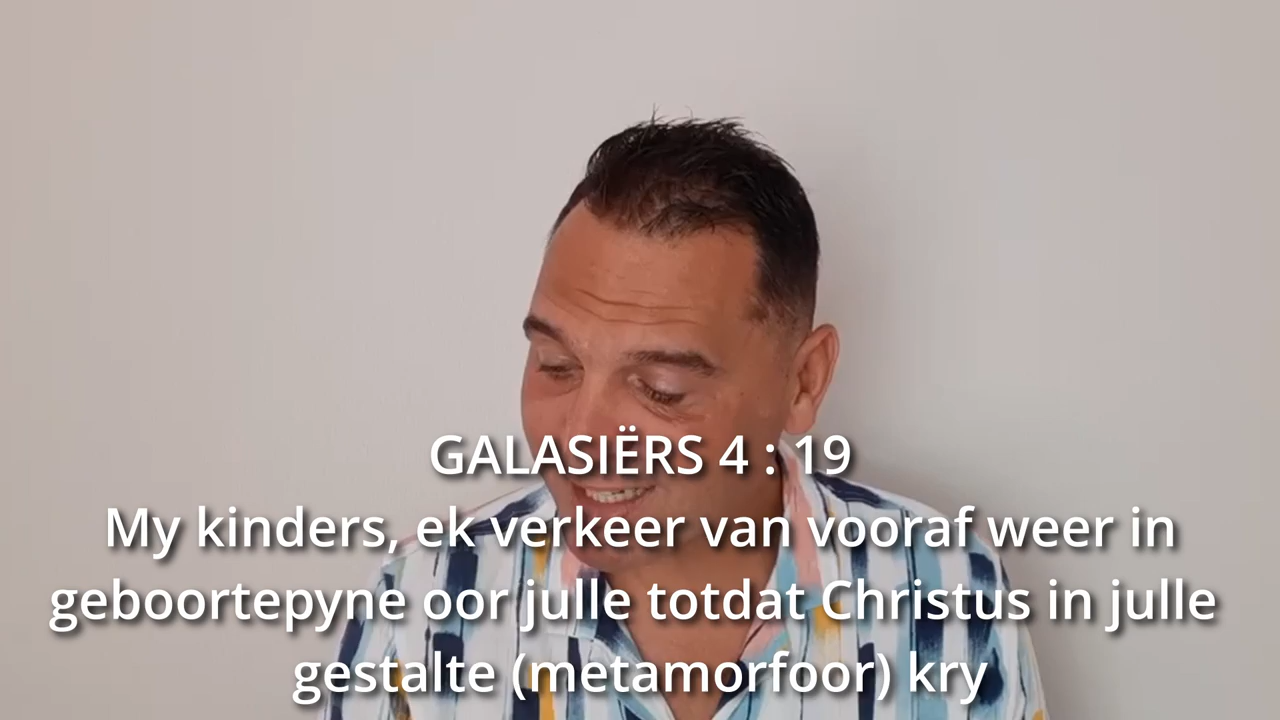 GALASIËRS 4 : 19
My kinders, ek verkeer van vooraf weer in
geboortepyne oor julle totdat Christus in julle
gestalte (metamorfoor) kry